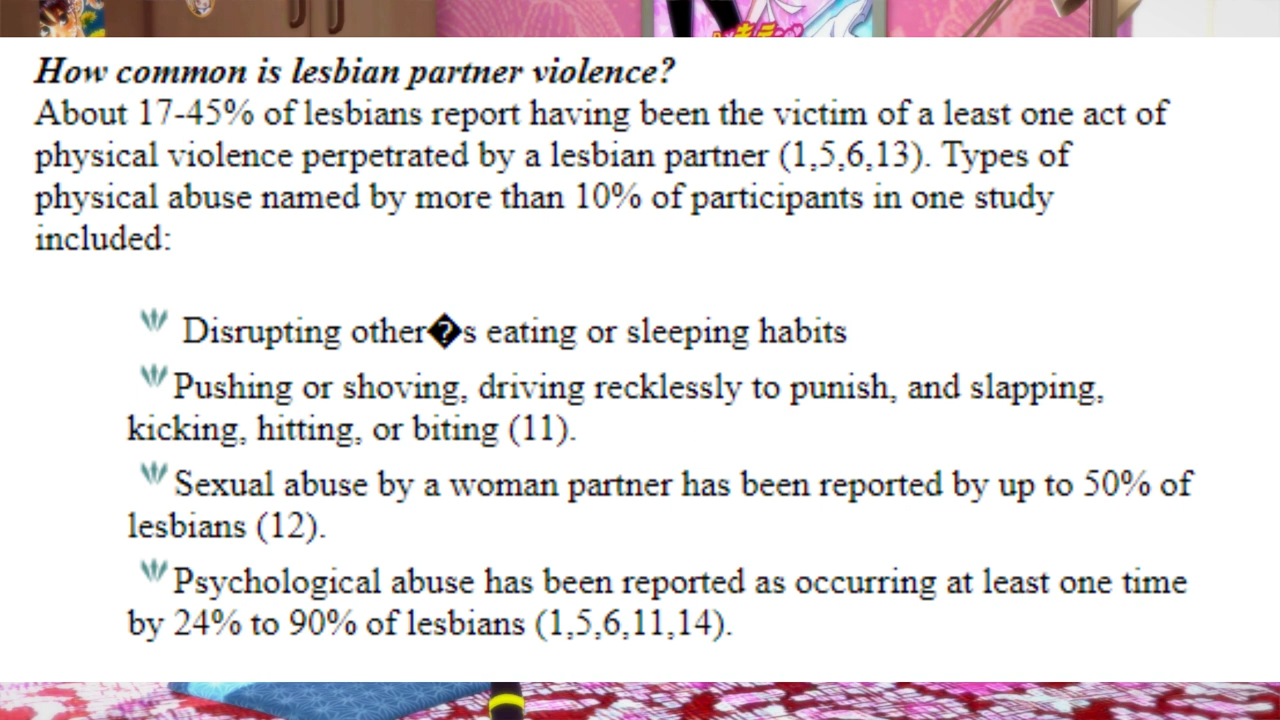 How common is lesbian partner violence?
About 17-45% of lesbians report having been the victim of a least one act of
physical violence perpetrated by a lesbian partner (1,5,6,13). Types of
physical abuse named by more than 10% of participants in one study
included:
Disrupting other�s eating or sleeping habits
Pushing or shoving, driving recklessly to punish, and slapping,
kicking, hitting, or biting (11).
Sexual abuse by a woman partner has been reported by up to 50% of
lesbians (12).
Psychological abuse has been reported as occurring at least one time
by 24% to 90% of lesbians (1,5,6,11,14).